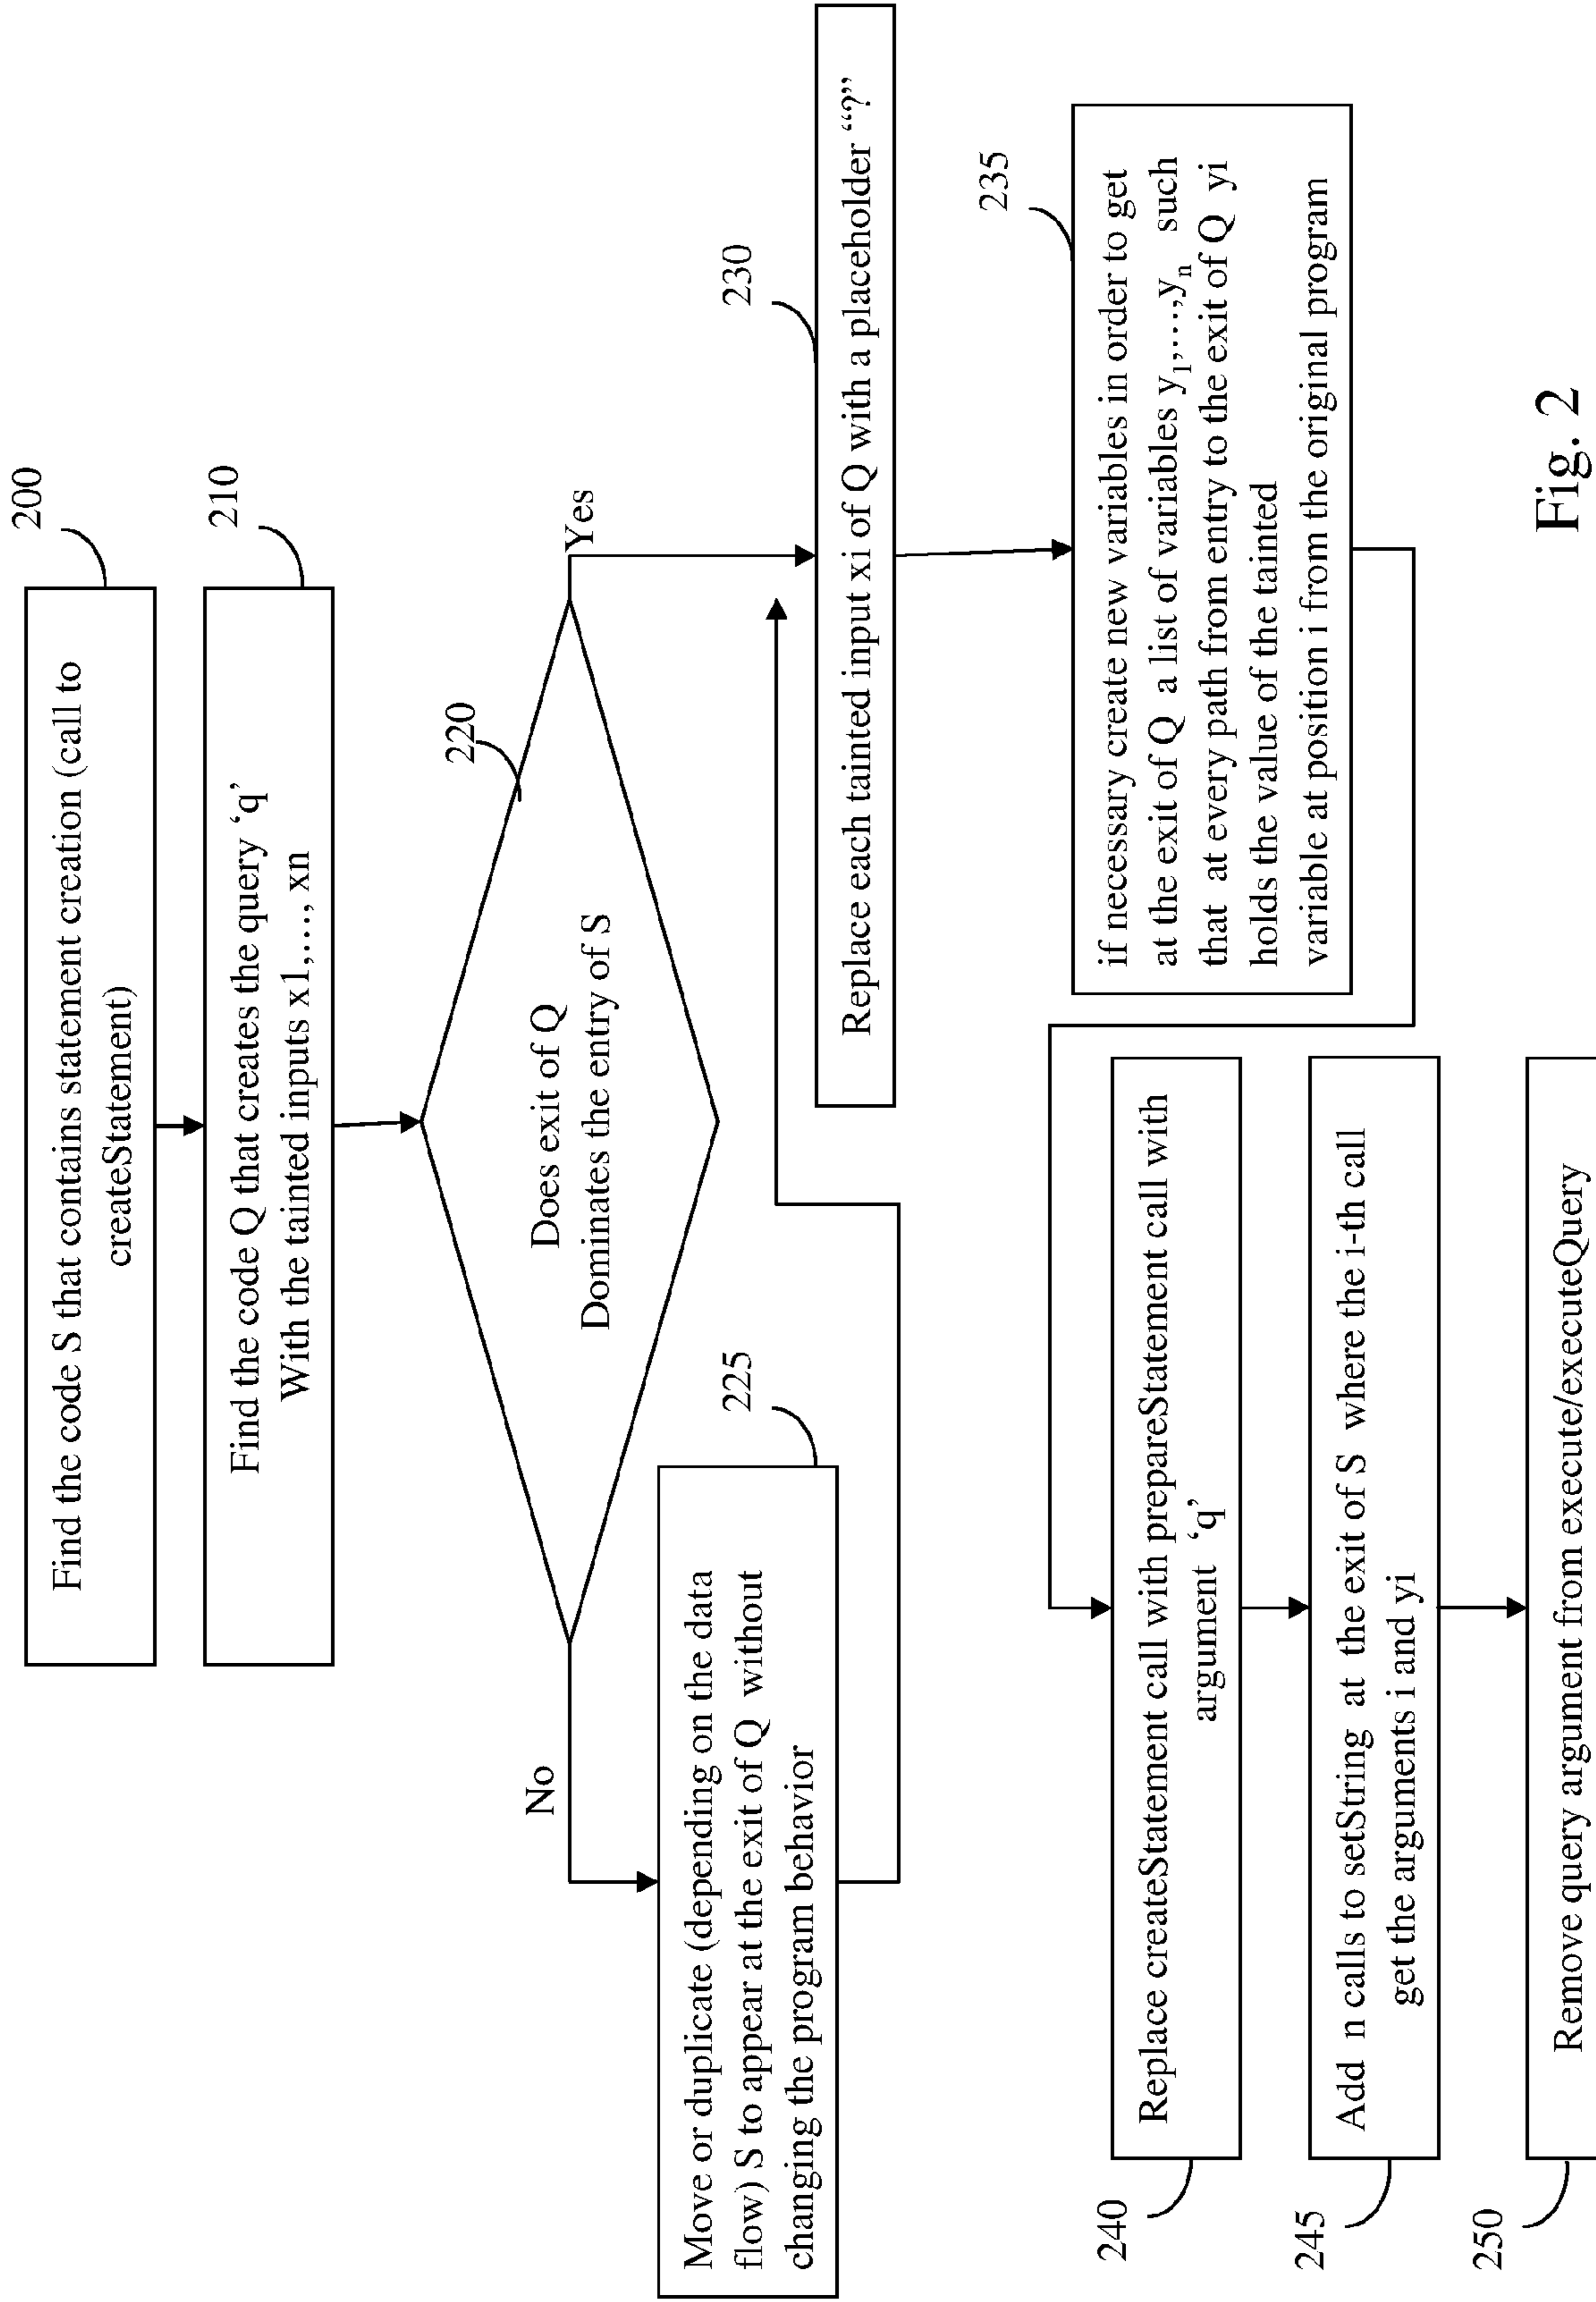 200
Find the code S that contains statement creation (call to
createStatement)
210
Find the code Q that creates the query ‘q’
With the tainted inputs x1,…, xn
220
Does exit of Q
Dominates the entry of S
Yes
No
225
Move or duplicate (depending on the data
flow) S to appear at the exit of Q without
changing the program behavior
230
Replace each tainted input xi of Q with a placeholder “?”
235
if necessary create new variables in order to get
at the exit of Q a list of variables y1,…,yn such
that at every path from entry to the exit of Q yi
holds the value of the tainted
variable at position i from the original program
240
Replace createStatement call with prepareStatement call with
argument ‘q’
245
Add n calls to setString at the exit of S where the i-th call
get the arguments i and yi
250
Remove query argument from execute/executeQuery
Fig. 2